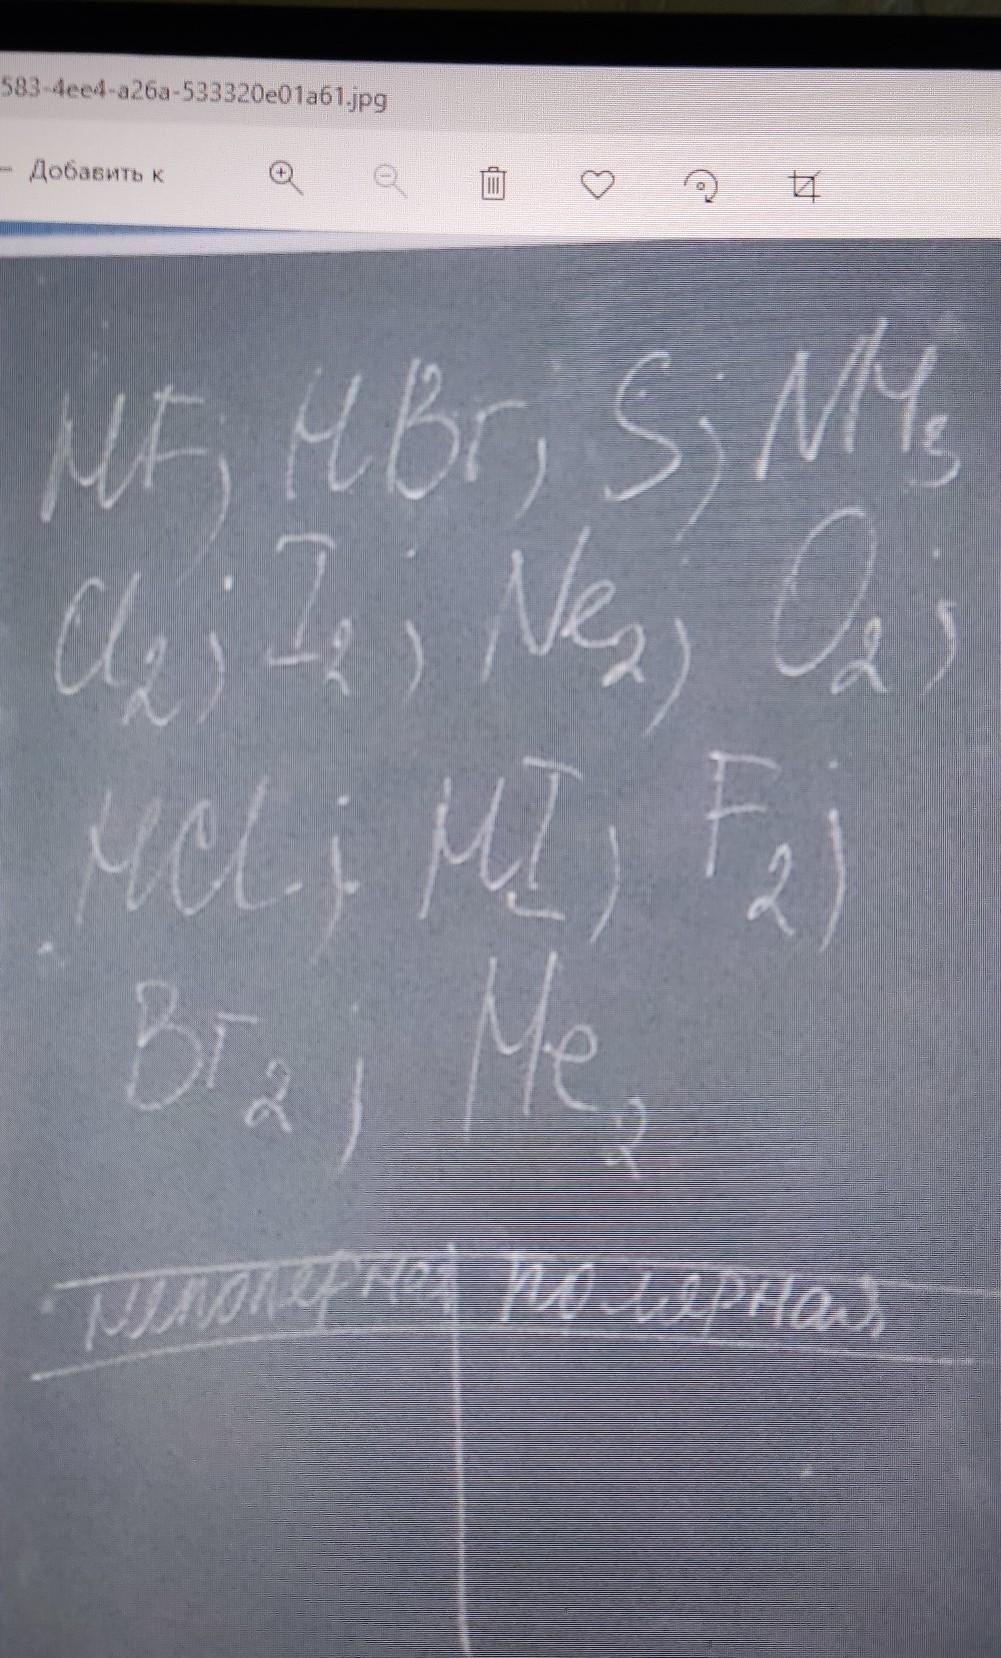 583-4ee4-a26a-533320e01a61.jpg
Добавить к
HF; HBr; S; NH3
Cl2; I2; Ne2; O2;
HCl; HI; F2;
Br2; He2
неполярная полярная